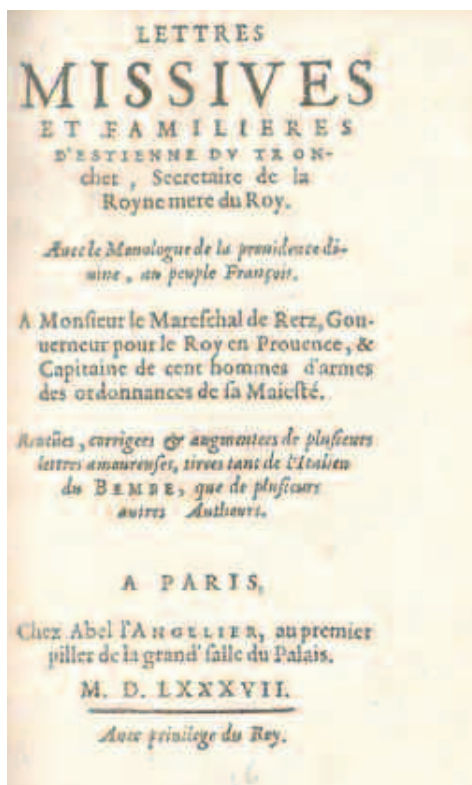 LETTRES
MISSIVES
ET FAMILIERES
D'ESTIENNE DV TRON-
chet, Secretaire de la
Royne mere du Roy.
Auec le Monologue de la prouidence di-
uine, au peuple François.
A Monsieur le Mareſchal de Retz, Gou-
uerneur pour le Roy en Prouence, &
Capitaine de cent hommes d'armes
des ordonnances de ſa Maieſté.
Reueües, corrigees & augmentees de pluſieurs
lettres amoureuſes, tirees tant de l'Italien
du BEMBE, que de pluſieurs
autres Autheurs.
A PARIS,
Chez Abel l'ANGELIER, au premier
pillier de la grand' ſalle du Palais.
M. D. LXXXVII.
Auec priuilege du Roy.